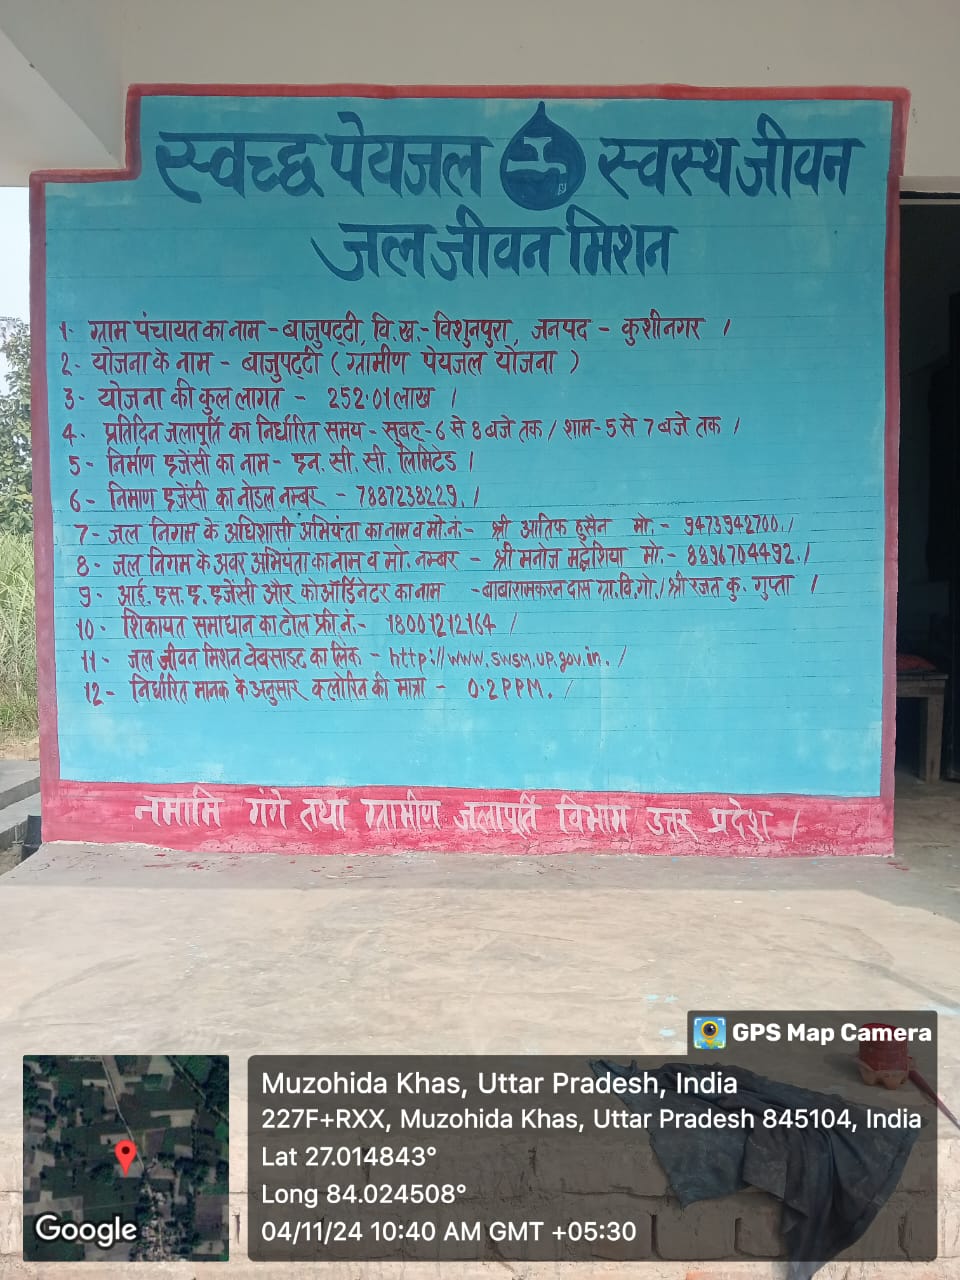 स्वच्छ पेयजल स्वस्थ जीवन
जल जीवन मिशन
1- ग्राम पंचायत का नाम - बाजुपट्टी, वि.ख.- विशुनपुरा, जनपद - कुशीनगर ।
2- योजना के नाम - बाजुपट्टी ( ग्रामीण पेयजल योजना )
3- योजना की कुल लागत - 252.01 लाख ।
4- प्रतिदिन जलापूर्ति का निर्धारित समय - सुबह - 6 से 8 बजे तक / शाम - 5 से 7 बजे तक ।
5- निर्माण एजेंसी का नाम - एन. सी. सी. लिमिटेड ।
6- निमाण एजेंसी का नोडल नम्बर - 7887238229. /
7- जल निगम के अधिशासी अभियंता का नाम व मो.नं.- श्री आतिफ हुसैन मो.- 9473942700. /
8- जल निगम के अवर अभियंता का नाम व मो. नम्बर - श्री मनोज मद्धेशिया मो.- 8896704492. /
9- आई. एस. ए. एजेंसी और कोऑर्डिनेटर का नाम - बाबा रामकरन दास ग्रा.वि.गो. / श्री रजत कु. गुप्ता ।
10- शिकायत समाधान का टोल फ्री नं.- 18001212164 /
11- जल जीवन मिशन वेबसाइट का लिंक - http://www.swsm.up.gov.in. /
12- निर्धारित मानक के अनुसार क्लोरिन की मात्रा - 0.2 PPM. /
नमामि गंगे तथा ग्रामीण जलापूर्ति विभाग उत्तर प्रदेश ।
GPS Map Camera
Muzohida Khas, Uttar Pradesh, India
227F+RXX, Muzohida Khas, Uttar Pradesh 845104, India
Lat 27.014843°
Long 84.024508°
04/11/24 10:40 AM GMT +05:30
Google